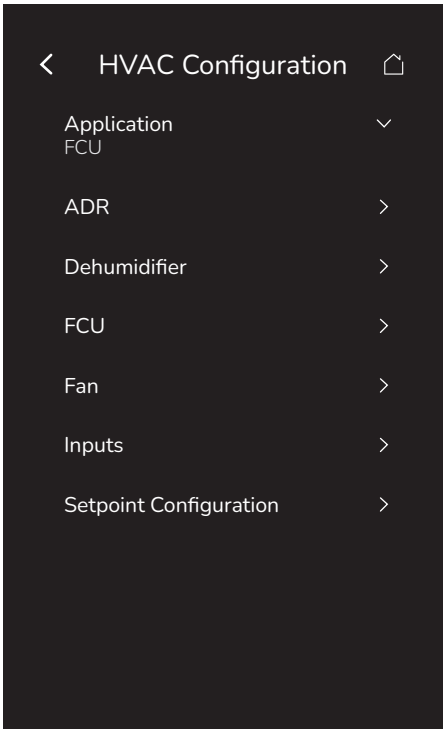 HVAC Configuration
Application
FCU
ADR
Dehumidifier
FCU
Fan
Inputs
Setpoint Configuration